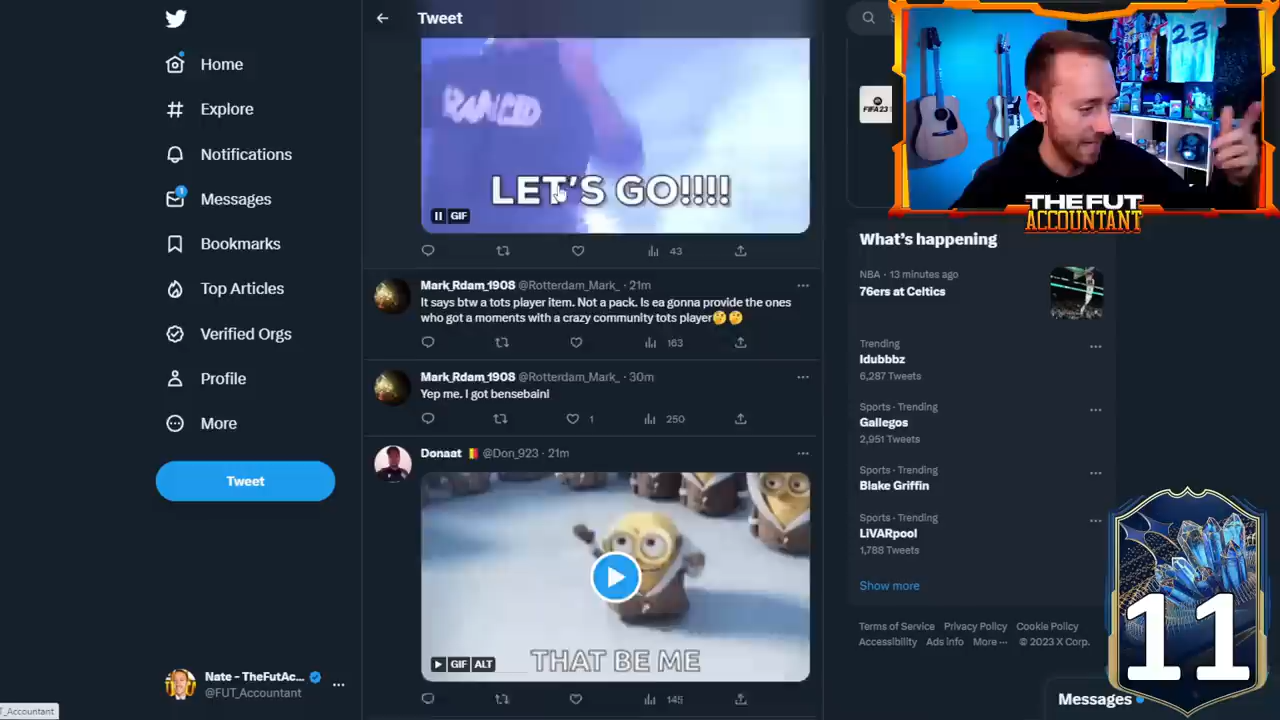 Tweet
Home
Explore
Notifications
1
Messages
Bookmarks
Top Articles
Verified Orgs
Profile
More
Tweet
Nate - TheFutAc...
@FUT_Accountant
T_Accountant
RANCID
LET'S GO!!!!
GIF
43
Mark_Rdam_1908 @Rotterdam_Mark_ · 21m
It says btw a tots player item. Not a pack. Is ea gonna provide the ones
who got a moments with a crazy community tots player🤔🤔
163
Mark_Rdam_1908 @Rotterdam_Mark_ · 30m
Yep me. I got bensebaini
1 250
Donaat 🇧🇪 @Don_923 · 21m
THAT BE ME
GIF ALT
145
FIFA 23
23
THE FUT
ACCOUNTANT
What's happening
NBA · 13 minutes ago
76ers at Celtics
Trending
Idubbbz
6,287 Tweets
Sports · Trending
Gallegos
2,951 Tweets
Sports · Trending
Blake Griffin
Sports · Trending
LiVARpool
1,788 Tweets
Show more
Terms of Service Privacy Policy Cookie Policy
Accessibility Ads info More ··· © 2023 X Corp.
Messages
11